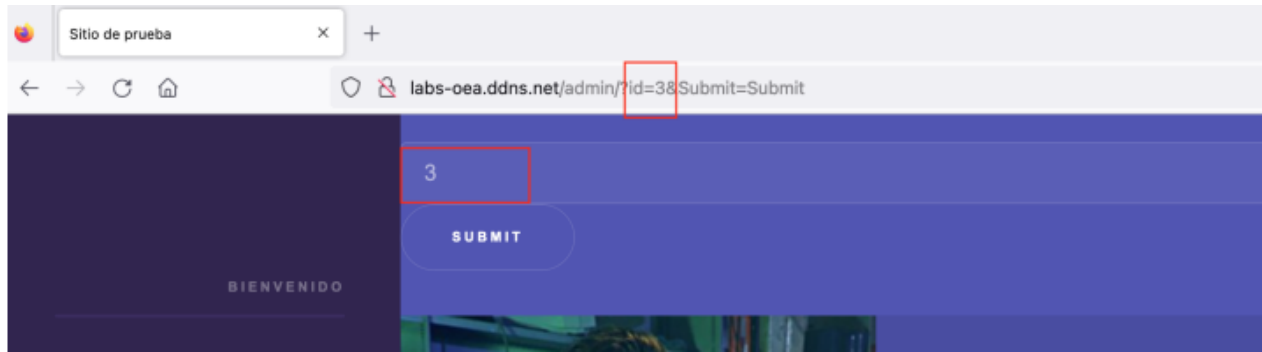 Sitio de prueba
labs-oea.ddns.net/admin/?id=3&Submit=Submit
3
SUBMIT
BIENVENIDO